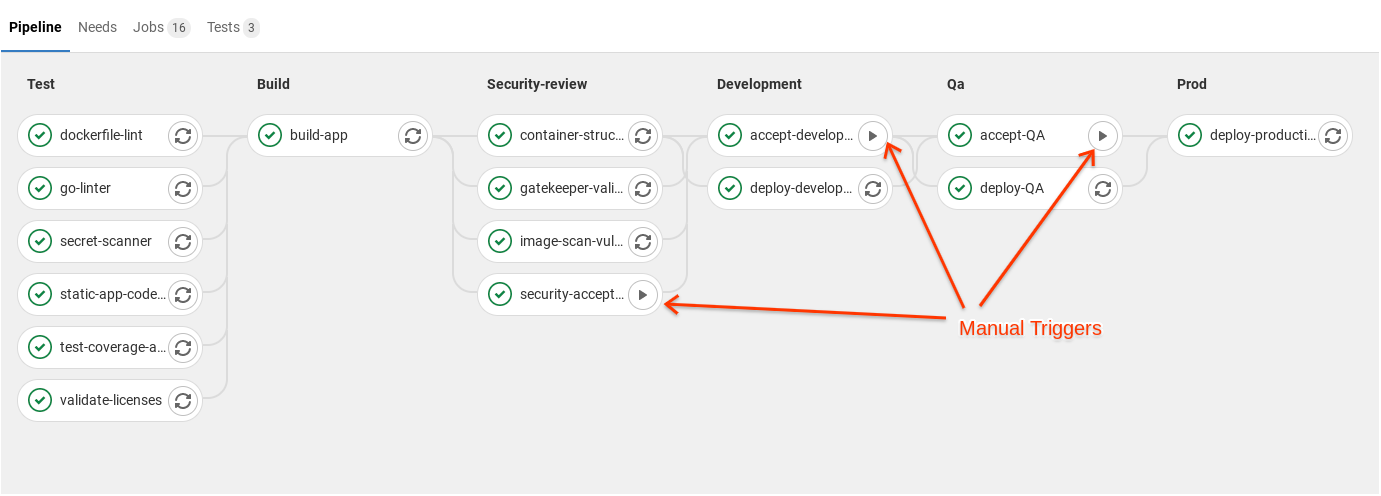 Pipeline Needs Jobs 16 Tests 3
Test Build Security-review Development Qa Prod
dockerfile-lint build-app container-struc... accept-develop... accept-QA deploy-producti...
go-linter gatekeeper-vali... deploy-develop... deploy-QA
secret-scanner image-scan-vul...
static-app-code... security-accept...
Manual Triggers
test-coverage-a...
validate-licenses